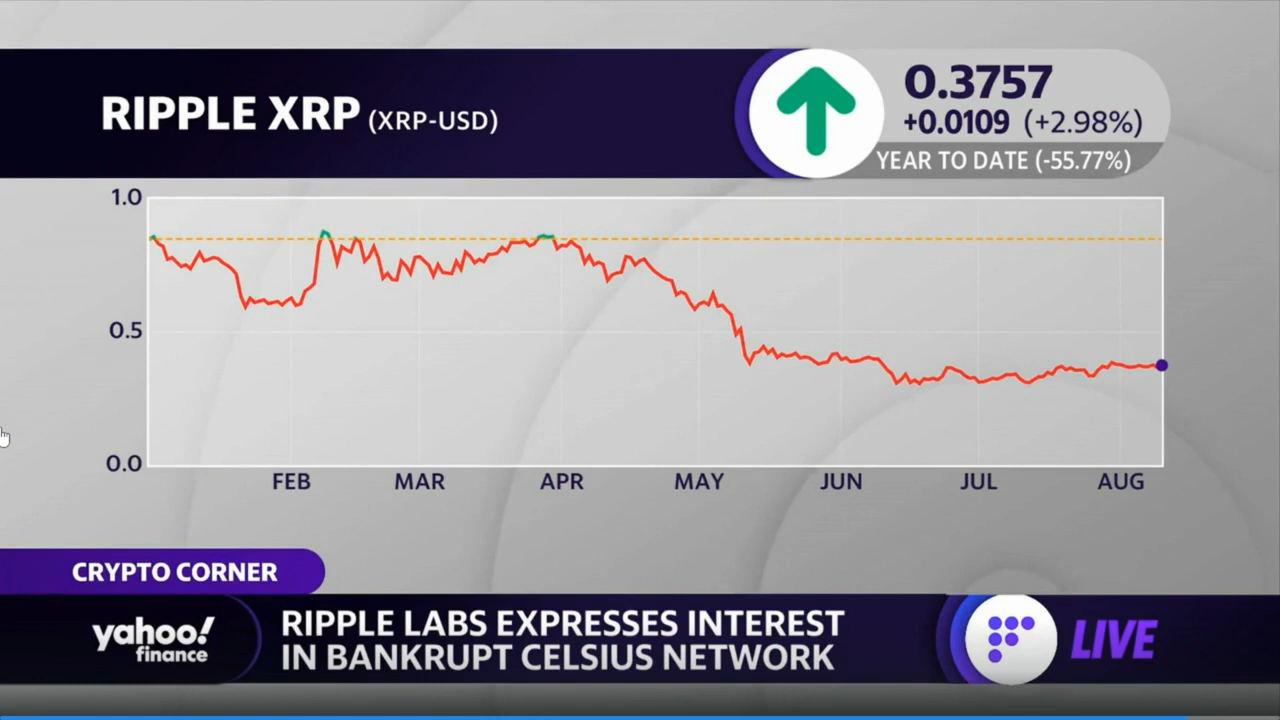 RIPPLE XRP (XRP-USD)
0.3757
+0.0109 (+2.98%)
YEAR TO DATE (-55.77%)
1.0
0.5
0.0
FEB MAR APR MAY JUN JUL AUG
CRYPTO CORNER
yahoo!
finance
RIPPLE LABS EXPRESSES INTEREST
IN BANKRUPT CELSIUS NETWORK
LIVE